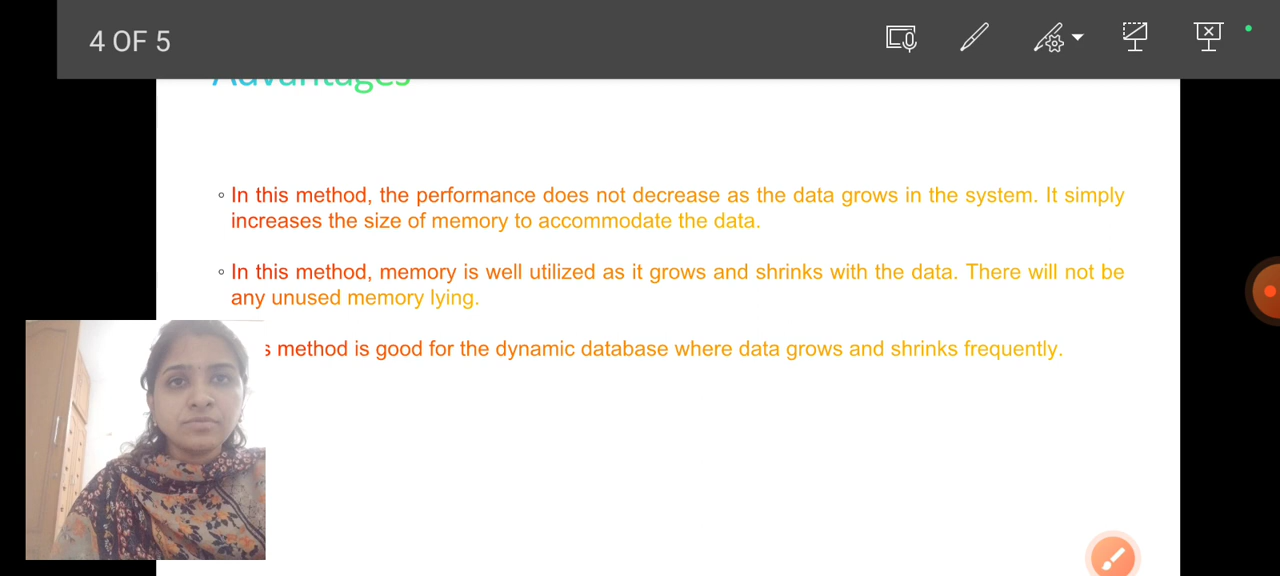 4 OF 5
Advantages
◦ In this method, the performance does not decrease as the data grows in the system. It simply
increases the size of memory to accommodate the data.
◦ In this method, memory is well utilized as it grows and shrinks with the data. There will not be
any unused memory lying.
method is good for the dynamic database where data grows and shrinks frequently.